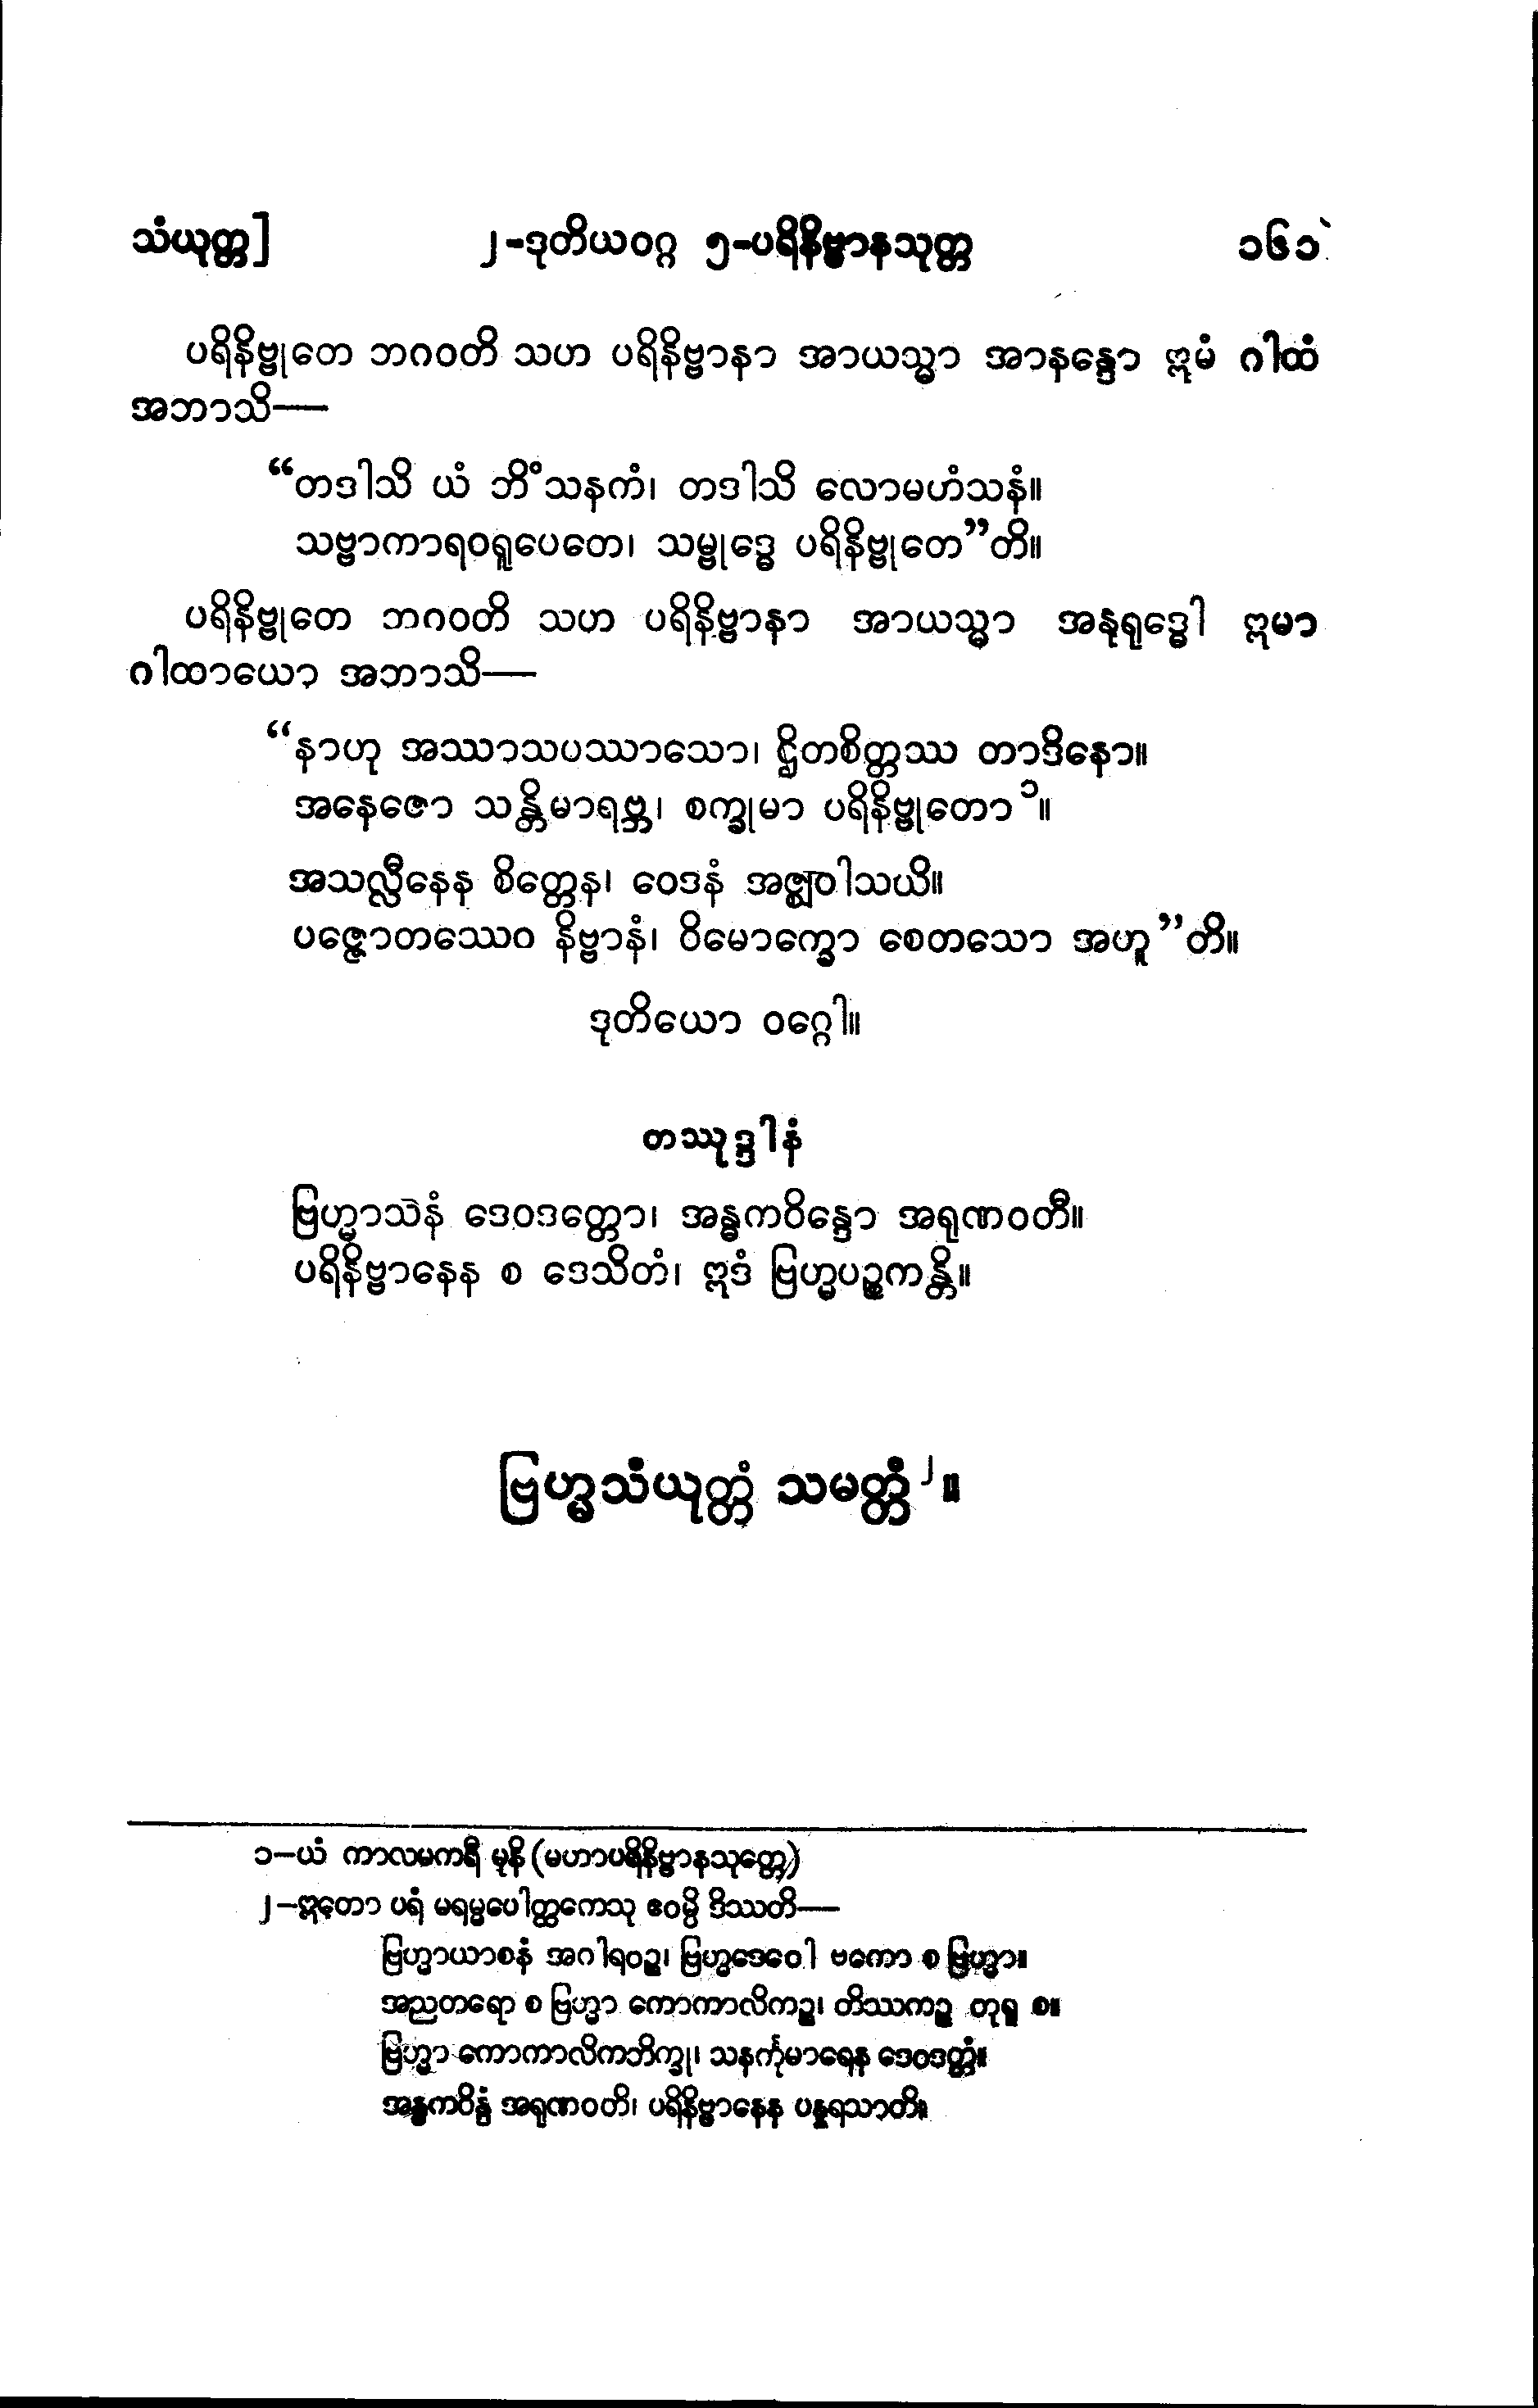 သံယုတ္တ]	၂-ဒုတိယဝဂ္ဂ ၅-ပရိနိဗ္ဗာနသုတ္တ	၁၆၁
ပရိနိဗ္ဗုတေ ဘဂဝတိ သဟ ပရိနိဗ္ဗာနာ အာယသ္မာ အာနန္ဒော ဣမံ ဂါထံ
အဘာသိ—
“တဒါသိ ယံ ဘိံသနကံ၊ တဒါသိ လောမဟံသနံ။
သဗ္ဗာကာရဝရူပေတေ၊ သမ္ဗုဒ္ဓေ ပရိနိဗ္ဗုတေ”တိ။
ပရိနိဗ္ဗုတေ ဘဂဝတိ သဟ ပရိနိဗ္ဗာနာ အာယသ္မာ အနုရုဒ္ဓေါ ဣမာ
ဂါထာယော အဘာသိ—
“နာဟု အဿာသပဿာသော၊ ဌိတစိတ္တဿ တာဒိနော။
အနေဇော သန္တိမာရဗ္ဘ၊ စက္ခုမာ ပရိနိဗ္ဗုတော၁။
အသလ္လီနေန စိတ္တေန၊ ဝေဒနံ အဇ္ဈဝါသယိ။
ပဇ္ဇောတဿေဝ နိဗ္ဗာနံ၊ ဝိမောက္ခော စေတသော အဟူ”တိ။
ဒုတိယော ဝဂ္ဂေါ။
တဿုဒ္ဒါနံ
ဗြဟ္မာသနံ ဒေဝဒတ္တော၊ အန္ဓကဝိန္ဒော အရုဏဝတီ။
ပရိနိဗ္ဗာနေန စ ဒေသိတံ၊ ဣဒံ ဗြဟ္မပဉ္စကန္တိ။
ဗြဟ္မသံယုတ္တံ သမတ္တံ၂။
၁–ယံ ကာလမကရီ မုနိ (မဟာပရိနိဗ္ဗာနသုတ္တေ)
၂–ဣတော ပရံ မရမ္မပေါတ္ထကေသု ဧဝမ္ပိ ဒိဿတိ—
ဗြဟ္မာယာစနံ အဂါရဝဉ္စ၊ ဗြဟ္မဒေဝေါ ဗကော စ ဗြဟ္မာ။
အညတရော စ ဗြဟ္မာ ကောကာလိကဉ္စ၊ တိဿကဉ္စ တုရူ စ။
ဗြဟ္မာ ကောကာလိကဘိက္ခု၊ သနင်္ကုမာရေန ဒေဝဒတ္တံ။
အန္ဓကဝိန္ဒံ အရုဏဝတိ၊ ပရိနိဗ္ဗာနေန ပန္နရသာတိ။